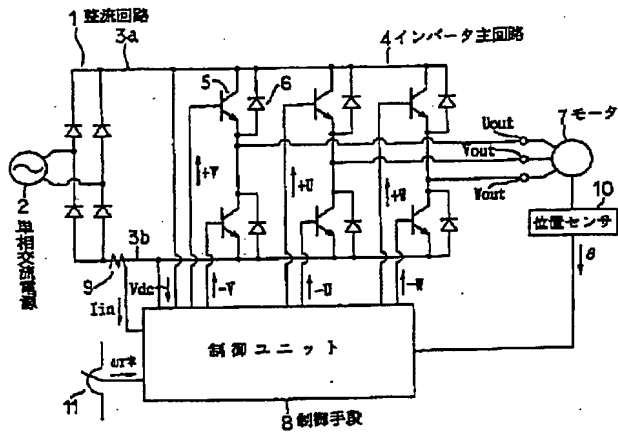 1 整流回路
3a
4 インバータ主回路
5
6
7 モータ
Uout
Vout
Wout
2 単相交流電源
+V
+U
+W
10
位置センサ
θ
3b
9
Vdc
Iin
-V
-U
-W
制御ユニット
ωr*
11
8 制御手段